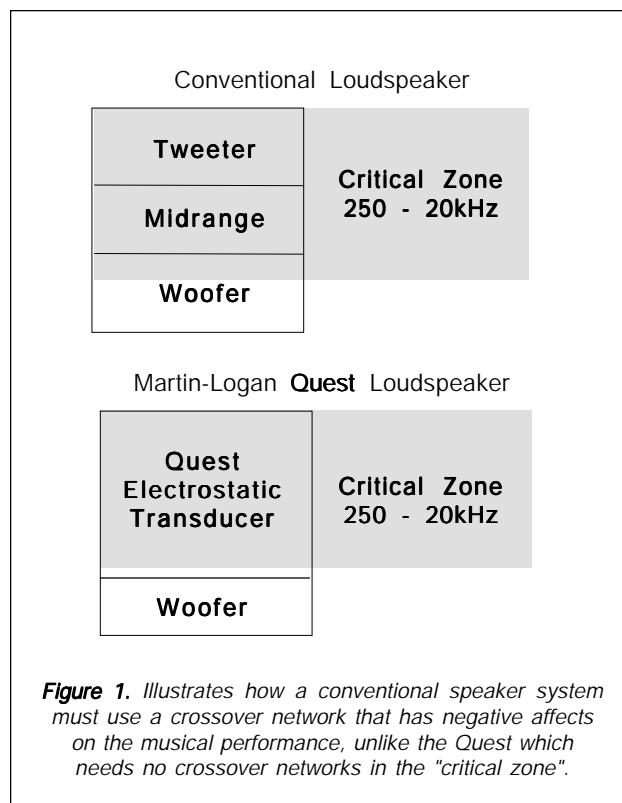 Conventional Loudspeaker
Tweeter
Midrange
Woofer
Critical Zone
250 - 20kHz
Martin-Logan Quest Loudspeaker
Quest
Electrostatic
Transducer
Woofer
Critical Zone
250 - 20kHz
Figure 1. Illustrates how a conventional speaker system
must use a crossover network that has negative affects
on the musical performance, unlike the Quest which
needs no crossover networks in the "critical zone".